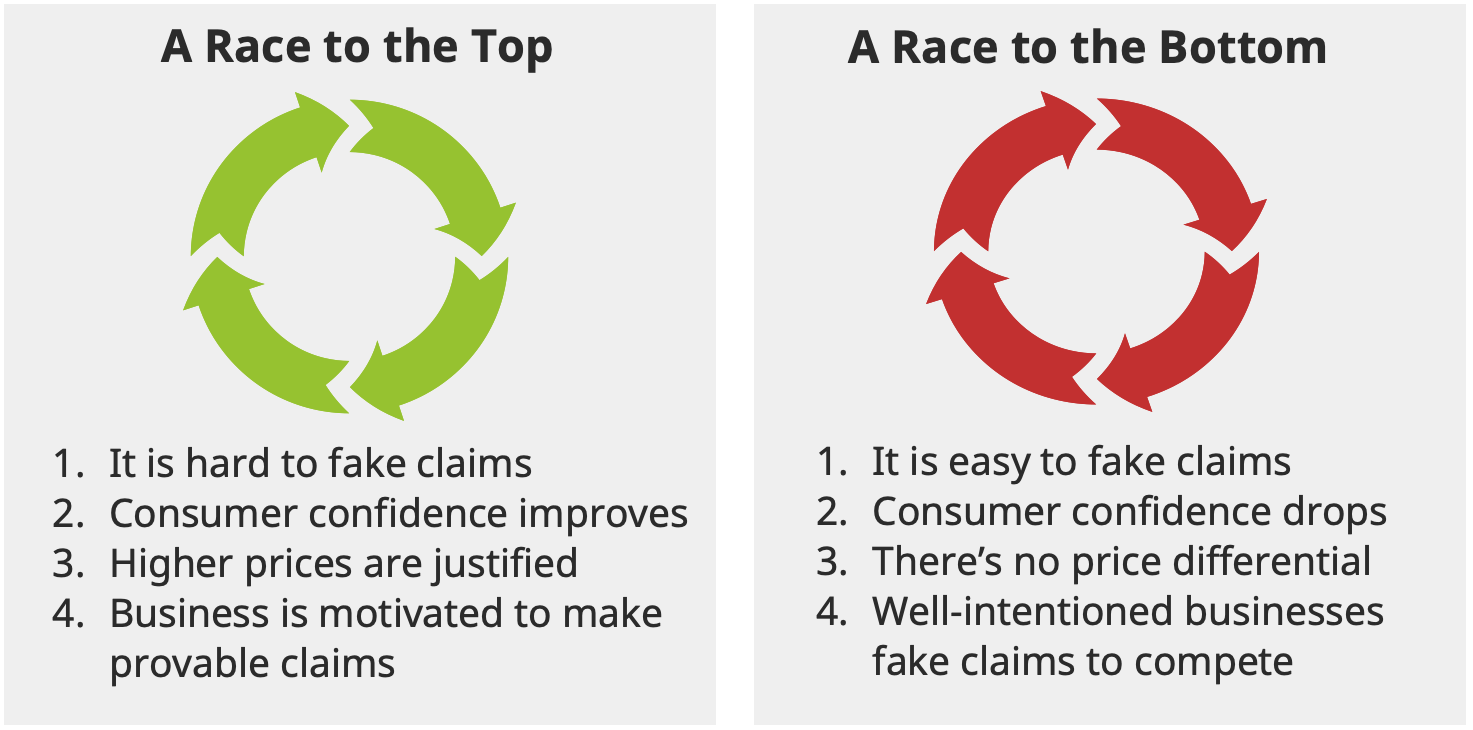 A Race to the Top
1. It is hard to fake claims
2. Consumer confidence improves
3. Higher prices are justified
4. Business is motivated to make
provable claims
A Race to the Bottom
1. It is easy to fake claims
2. Consumer confidence drops
3. There’s no price differential
4. Well-intentioned businesses
fake claims to compete